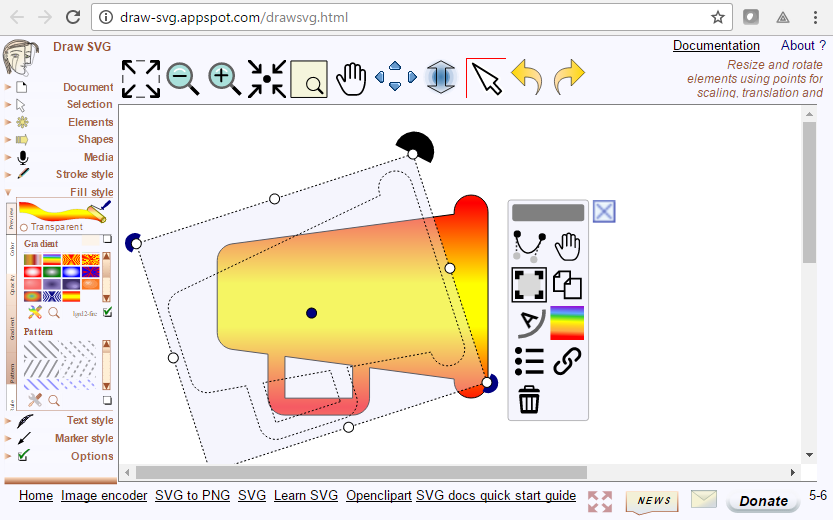 draw-svg.appspot.com/drawsvg.html
Draw SVG
Documentation
About ?
Resize and rotate
elements using points for
scaling, translation and
Document
Selection
Elements
Shapes
Media
Stroke style
Fill style
Preview
Transparent
Color
Gradient
Opacity
lgrd2-fire
Gradient
Pattern
Pattern
Text style
Marker style
Options
Home Image encoder SVG to PNG SVG Learn SVG Openclipart SVG docs quick start guide
NEWS
Donate
5-6